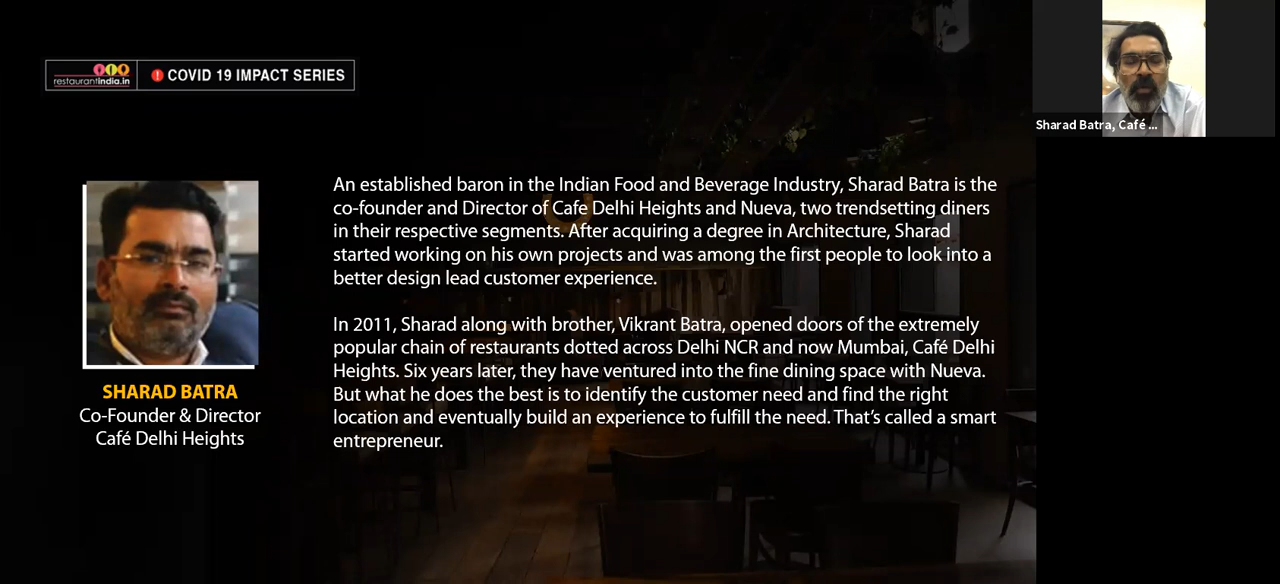 restaurantindia.in
! COVID 19 IMPACT SERIES
Sharad Batra, Café ...
An established baron in the Indian Food and Beverage Industry, Sharad Batra is the
co-founder and Director of Cafe Delhi Heights and Nueva, two trendsetting diners
in their respective segments. After acquiring a degree in Architecture, Sharad
started working on his own projects and was among the first people to look into a
better design lead customer experience.
In 2011, Sharad along with brother, Vikrant Batra, opened doors of the extremely
popular chain of restaurants dotted across Delhi NCR and now Mumbai, Café Delhi
Heights. Six years later, they have ventured into the fine dining space with Nueva.
But what he does the best is to identify the customer need and find the right
location and eventually build an experience to fulfill the need. That’s called a smart
entrepreneur.
SHARAD BATRA
Co-Founder & Director
Café Delhi Heights